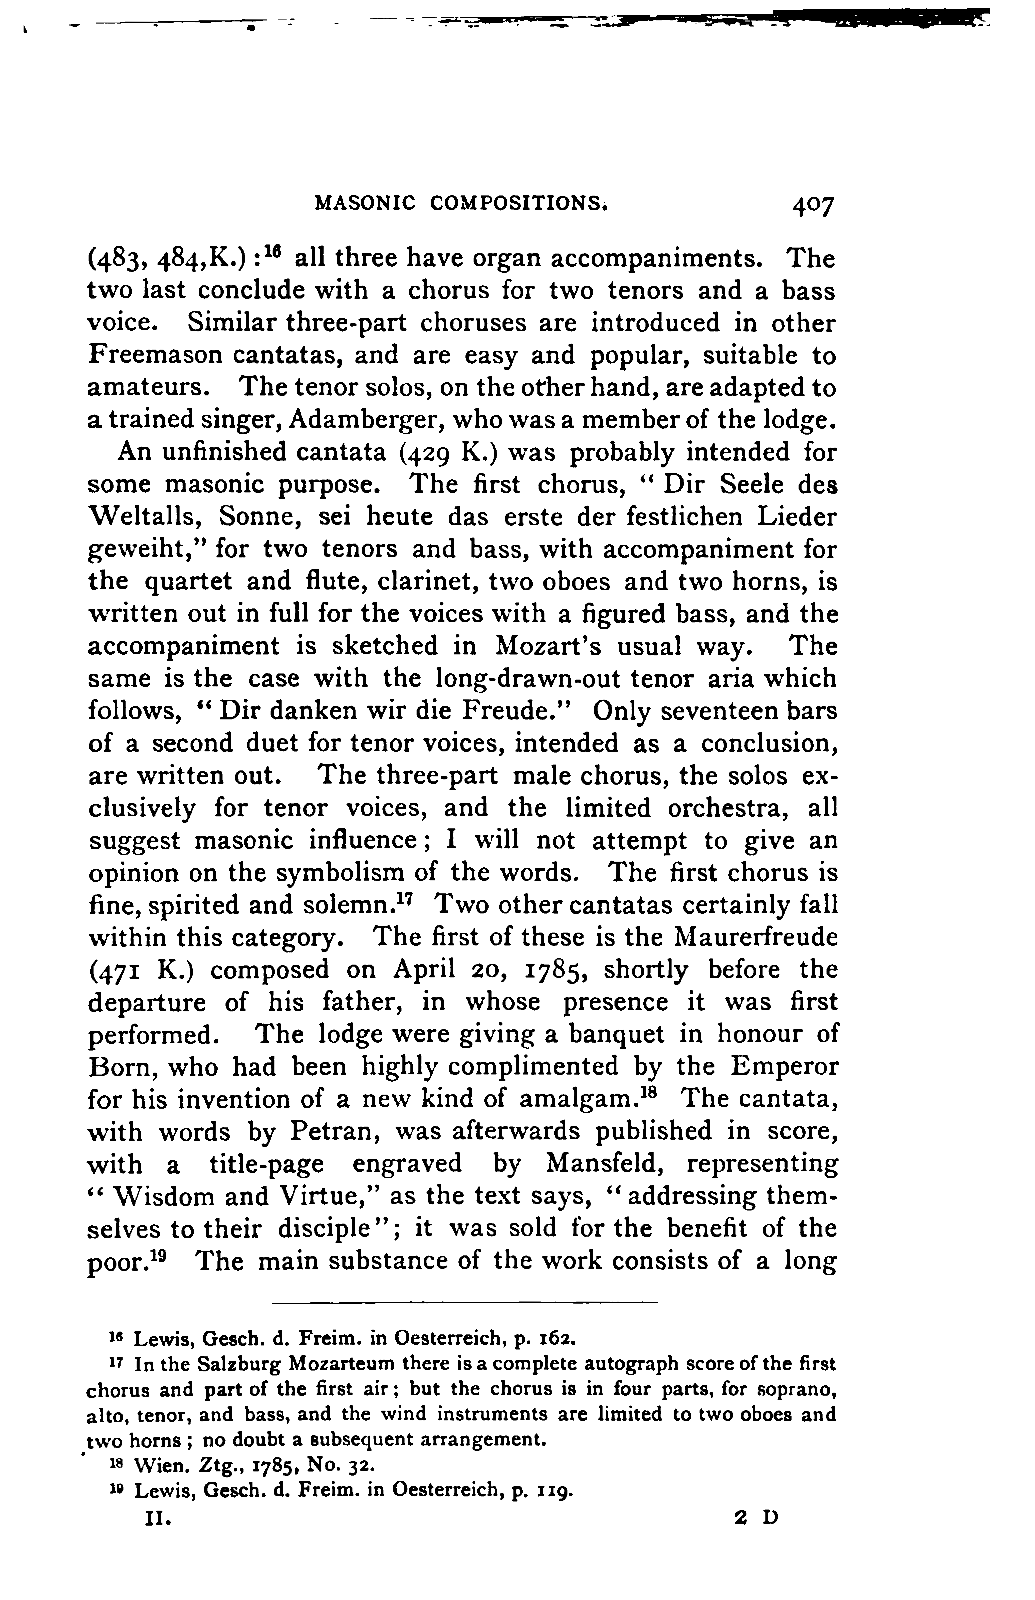 MASONIC COMPOSITIONS. 407
(483, 484, K.) :¹⁶ all three have organ accompaniments. The
two last conclude with a chorus for two tenors and a bass
voice. Similar three-part choruses are introduced in other
Freemason cantatas, and are easy and popular, suitable to
amateurs. The tenor solos, on the other hand, are adapted to
a trained singer, Adamberger, who was a member of the lodge.
An unfinished cantata (429 K.) was probably intended for
some masonic purpose. The first chorus, “ Dir Seele des
Weltalls, Sonne, sei heute das erste der festlichen Lieder
geweiht,” for two tenors and bass, with accompaniment for
the quartet and flute, clarinet, two oboes and two horns, is
written out in full for the voices with a figured bass, and the
accompaniment is sketched in Mozart’s usual way. The
same is the case with the long-drawn-out tenor aria which
follows, “ Dir danken wir die Freude.” Only seventeen bars
of a second duet for tenor voices, intended as a conclusion,
are written out. The three-part male chorus, the solos ex-
clusively for tenor voices, and the limited orchestra, all
suggest masonic influence ; I will not attempt to give an
opinion on the symbolism of the words. The first chorus is
fine, spirited and solemn.¹⁷ Two other cantatas certainly fall
within this category. The first of these is the Maurerfreude
(471 K.) composed on April 20, 1785, shortly before the
departure of his father, in whose presence it was first
performed. The lodge were giving a banquet in honour of
Born, who had been highly complimented by the Emperor
for his invention of a new kind of amalgam.¹⁸ The cantata,
with words by Petran, was afterwards published in score,
with a title-page engraved by Mansfeld, representing
“ Wisdom and Virtue,” as the text says, “ addressing them-
selves to their disciple” ; it was sold for the benefit of the
poor.¹⁹ The main substance of the work consists of a long
¹⁶ Lewis, Gesch. d. Freim. in Oesterreich, p. 162.
¹⁷ In the Salzburg Mozarteum there is a complete autograph score of the first
chorus and part of the first air ; but the chorus is in four parts, for soprano,
alto, tenor, and bass, and the wind instruments are limited to two oboes and
two horns ; no doubt a subsequent arrangement.
¹⁸ Wien. Ztg., 1785, No. 32.
¹⁹ Lewis, Gesch. d. Freim. in Oesterreich, p. 119.
II. 2 D